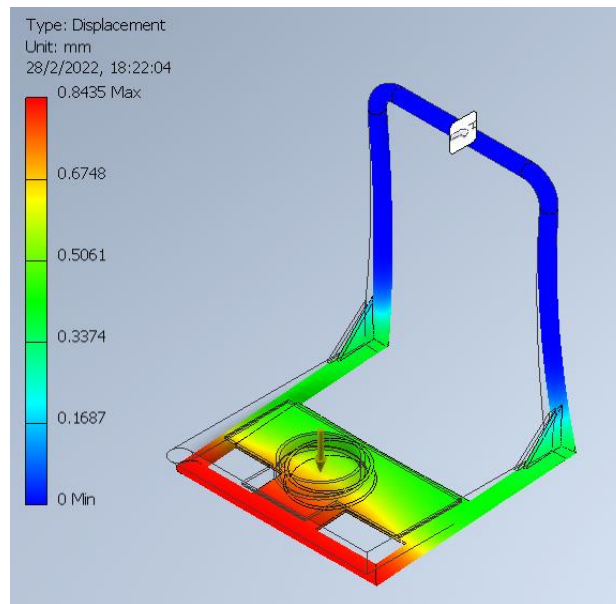 Type: Displacement
Unit: mm
28/2/2022, 18:22:04
0.8435 Max
0.6748
0.5061
0.3374
0.1687
0 Min